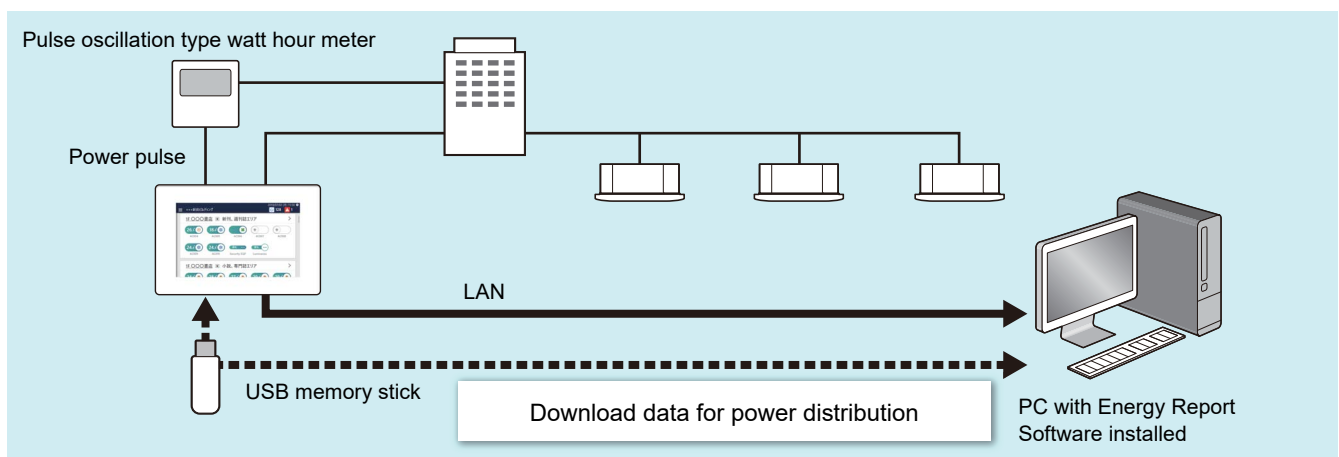 Pulse oscillation type watt hour meter
Power pulse
LAN
USB memory stick
Download data for power distribution
PC with Energy Report
Software installed